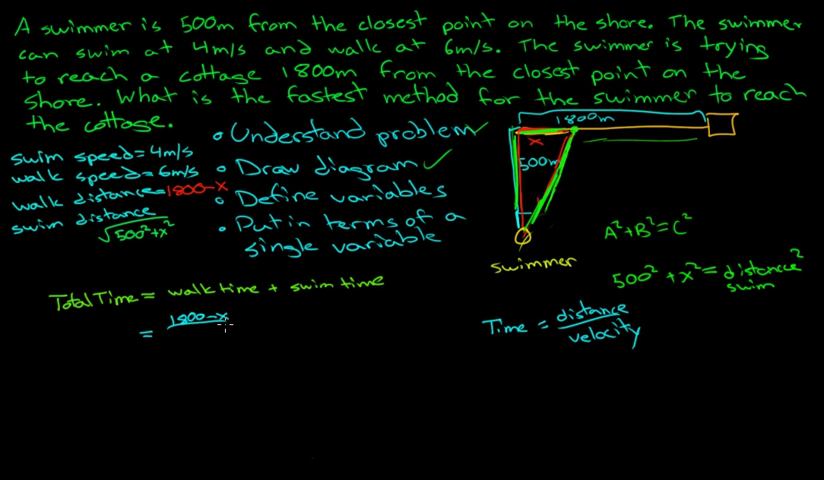 A swimmer is 500m from the closest point on the shore. The swimmer
can swim at 4m/s and walk at 6m/s. The swimmer is trying
to reach a cottage 1800m from the closest point on the
shore. What is the fastest method for the swimmer to reach
the cottage.
• Understand problem ✓
• Draw diagram ✓
• Define variables
• Put in terms of a
single variable
swim speed = 4m/s
walk speed = 6m/s
walk distance = 1800-x
swim distance
√500²+x²
1800m
x
500m
swimmer
A²+B²=C²
500² + x² = distance²
swim
Total Time = walk time + swim time
= 1800-x
Time = distance
velocity